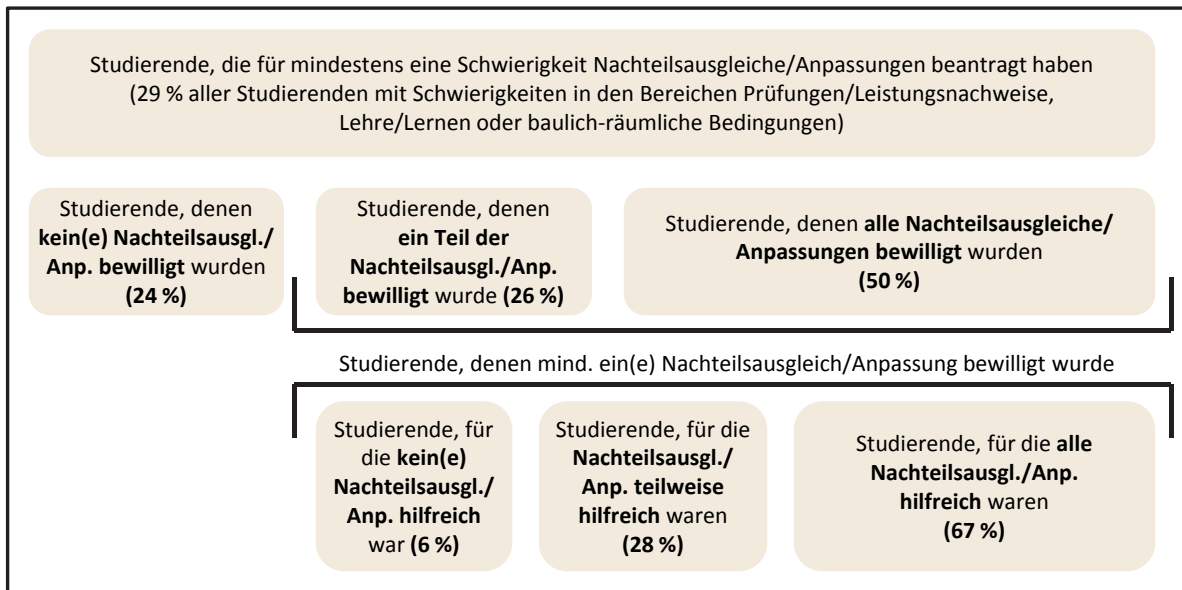 Studierende, die für mindestens eine Schwierigkeit Nachteilsausgleiche/Anpassungen beantragt haben
(29 % aller Studierenden mit Schwierigkeiten in den Bereichen Prüfungen/Leistungsnachweise,
Lehre/Lernen oder baulich-räumliche Bedingungen)
Studierende, denen
kein(e) Nachteilsausgl./
Anp. bewilligt wurden
(24 %)
Studierende, denen
ein Teil der
Nachteilsausgl./Anp.
bewilligt wurde (26 %)
Studierende, denen alle Nachteilsausgleiche/
Anpassungen bewilligt wurden
(50 %)
Studierende, denen mind. ein(e) Nachteilsausgleich/Anpassung bewilligt wurde
Studierende, für
die kein(e)
Nachteilsausgl./
Anp. hilfreich
war (6 %)
Studierende, für die
Nachteilsausgl./
Anp. teilweise
hilfreich waren
(28 %)
Studierende, für die alle
Nachteilsausgl./Anp.
hilfreich waren
(67 %)